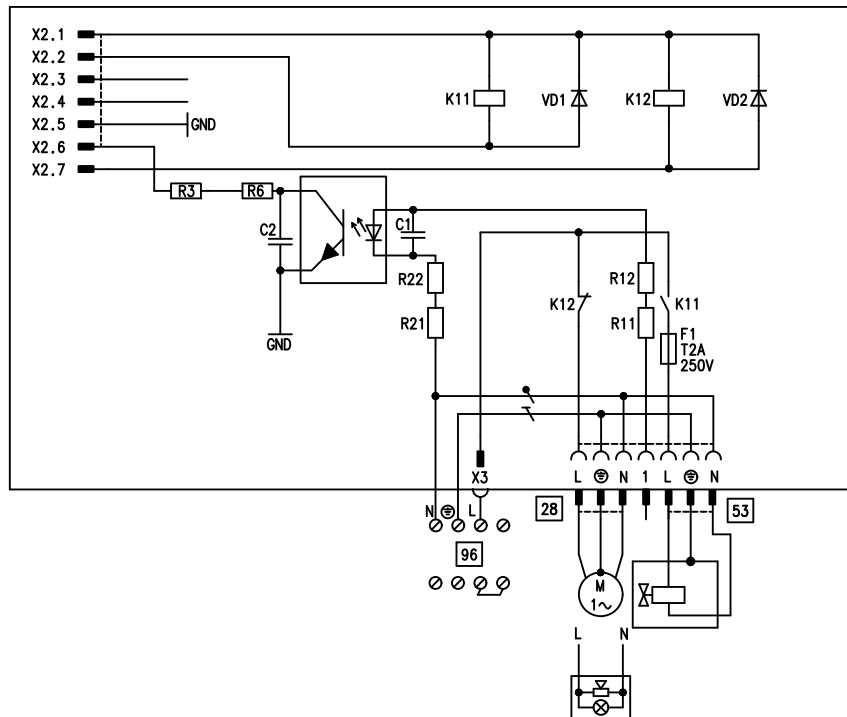 X2.1
X2.2
X2.3
X2.4
X2.5
GND
X2.6
X2.7
K11
VD1
K12
VD2
R3
R6
C2
C1
R22
R21
GND
K12
R12
R11
K11
F1
T2A
250V
X3
L
N
1
L
N
N
L
28
53
96
M
1~
L
N